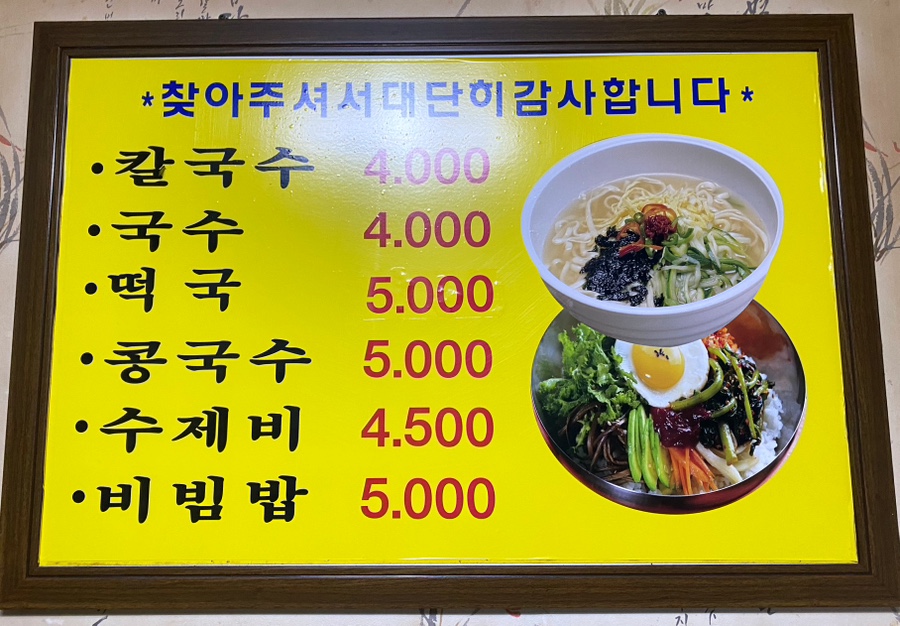 *찾아주셔서대단히감사합니다*
·칼국수 4.000
·국수 4.000
·떡국 5.000
·콩국수 5.000
·수제비 4.500
·비빔밥 5.000